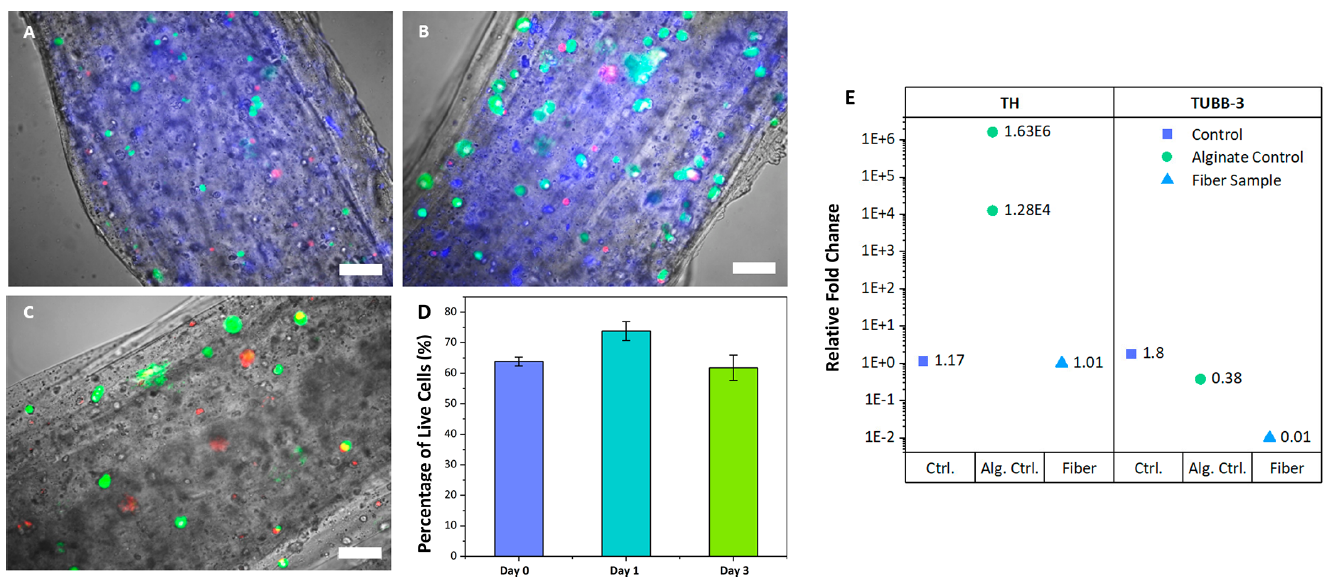 A
B
C
D
Percentage of Live Cells (%)
80
70
60
50
40
30
20
10
0
Day 0
Day 1
Day 3
E
Relative Fold Change
TH
TUBB-3
1E+6
1E+5
1E+4
1E+3
1E+2
1E+1
1E+0
1E-1
1E-2
1.63E6
1.28E4
1.17
1.01
Control
Alginate Control
Fiber Sample
1.8
0.38
0.01
Ctrl.
Alg. Ctrl.
Fiber
Ctrl.
Alg. Ctrl.
Fiber